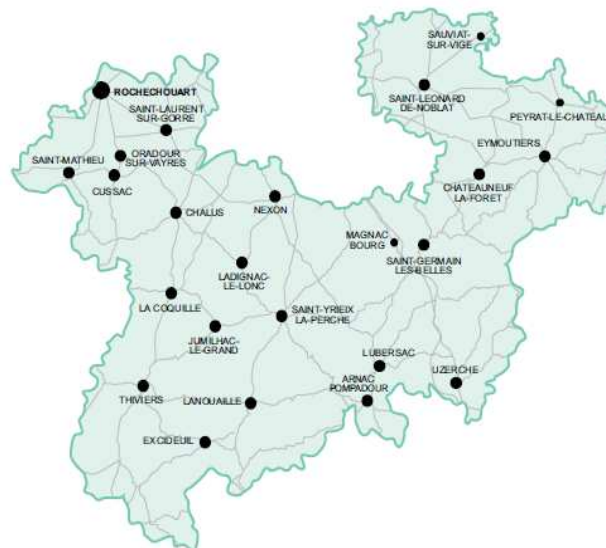 SAUVIAT-
SUR-VIGE
ROCHECHOUART
SAINT-LEONARD
DE-NOBLAT
PEYRAT-LE-CHATEAU
SAINT-LAURENT
SUR-GORRE
EYMOUTIERS
SAINT-MATHIEU
ORADOUR
SUR-VAYRES
CUSSAC
CHATEAUNEUF
LA-FORET
CHALUS
NEXON
MAGNAC
BOURG
SAINT-GERMAIN
LES-BELLES
LADIGNAC-
LE-LONC
LA COQUILLE
SAINT-YRIEIX
LA-PERCHE
JUMILHAC-
LE-GRAND
LUBERSAC
UZERCHE
ARNAC
POMPADOUR
THIVIERS
LANOUAILLE
EXCIDEUIL